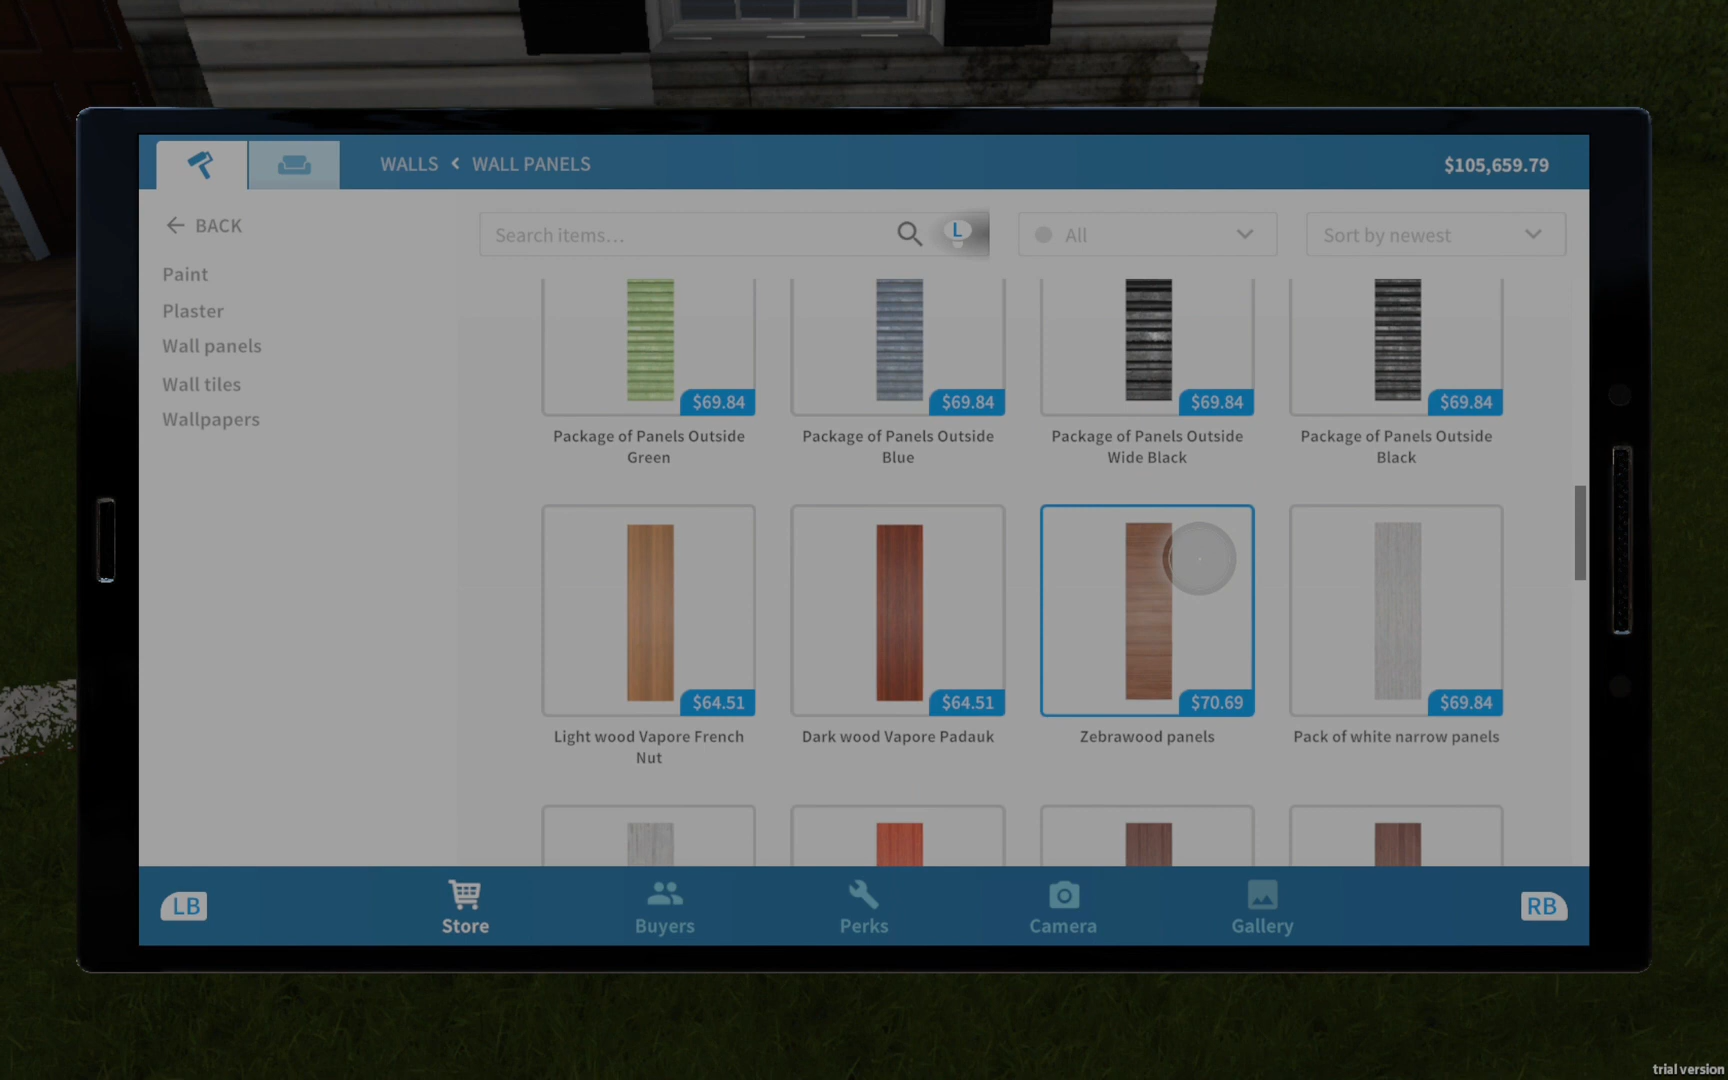 WALLS < WALL PANELS
$105,659.79
BACK
Search items...
L
All
Sort by newest
Paint
Plaster
Wall panels
Wall tiles
Wallpapers
$69.84
$69.84
$69.84
$69.84
Package of Panels Outside
Green
Package of Panels Outside
Blue
Package of Panels Outside
Wide Black
Package of Panels Outside
Black
$64.51
$64.51
$70.69
$69.84
Light wood Vapore French
Nut
Dark wood Vapore Padauk
Zebrawood panels
Pack of white narrow panels
LB
Store
Buyers
Perks
Camera
Gallery
RB
trial version